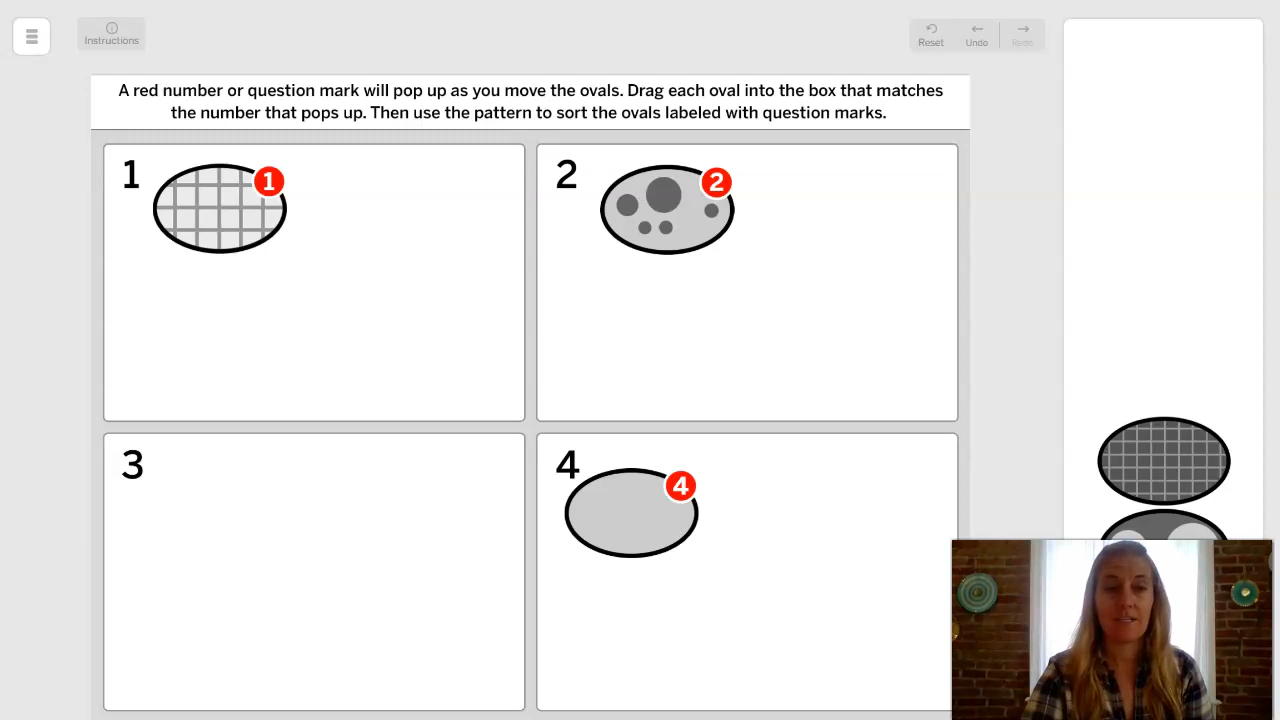 Instructions
Reset
Undo
Redo
A red number or question mark will pop up as you move the ovals. Drag each oval into the box that matches
the number that pops up. Then use the pattern to sort the ovals labeled with question marks.
1
1
2
2
3
4
4